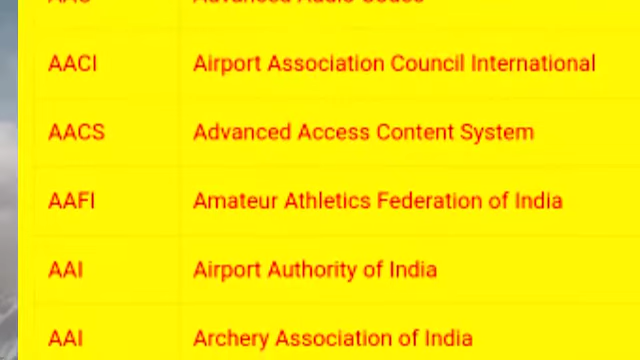 AACI Airport Association Council International
AACS Advanced Access Content System
AAFI Amateur Athletics Federation of India
AAI Airport Authority of India
AAI Archery Association of India